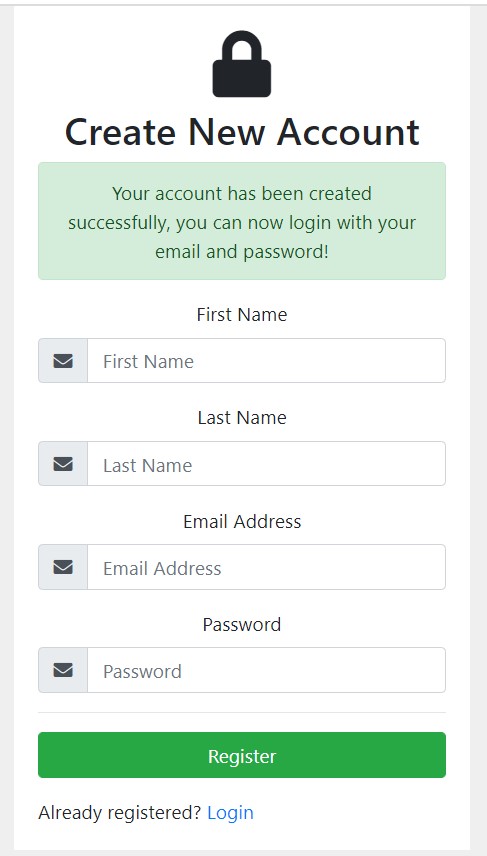 Create New Account
Your account has been created
successfully, you can now login with your
email and password!
First Name
First Name
Last Name
Last Name
Email Address
Email Address
Password
Password
Register
Already registered? Login